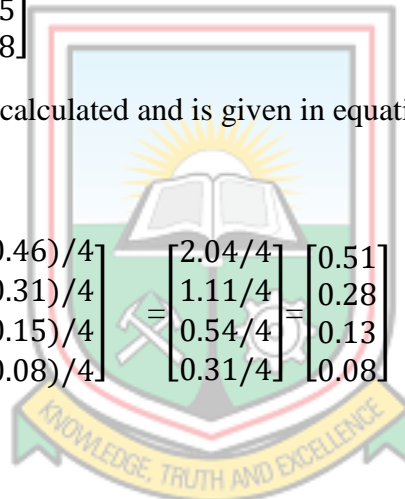 5]
8]
calculated and is given in equati
0.46)/4] [2.04/4] [0.51]
0.31)/4 = 1.11/4 = 0.28
0.15)/4 0.54/4 0.13
0.08)/4] [0.31/4] [0.08]
KNOWLEDGE, TRUTH AND EXCELLENCE